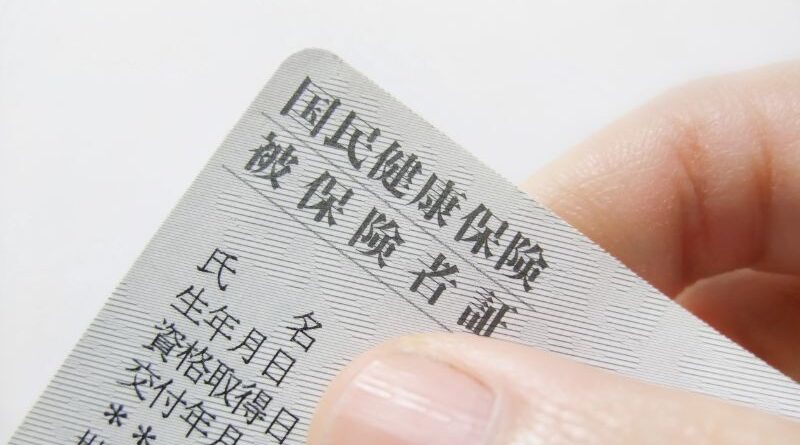 国民健康保険
被保険者証
氏 名
生年月日
資格取得日
交付年月
**